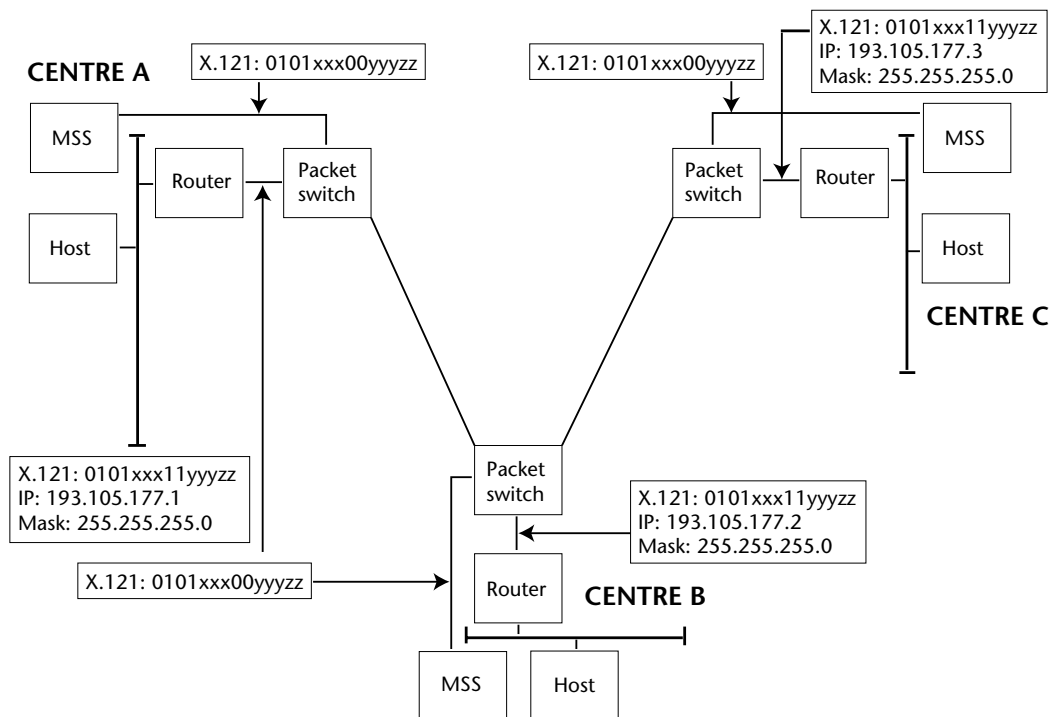 CENTRE A
X.121: 0101xxx00yyyzz
MSS
Router
Packet
switch
Host
X.121: 0101xxx11yyyzz
IP: 193.105.177.1
Mask: 255.255.255.0
X.121: 0101xxx00yyyzz
X.121: 0101xxx00yyyzz
X.121: 0101xxx11yyyzz
IP: 193.105.177.3
Mask: 255.255.255.0
MSS
Packet
switch
Router
Host
CENTRE C
Packet
switch
X.121: 0101xxx11yyyzz
IP: 193.105.177.2
Mask: 255.255.255.0
Router
CENTRE B
MSS
Host